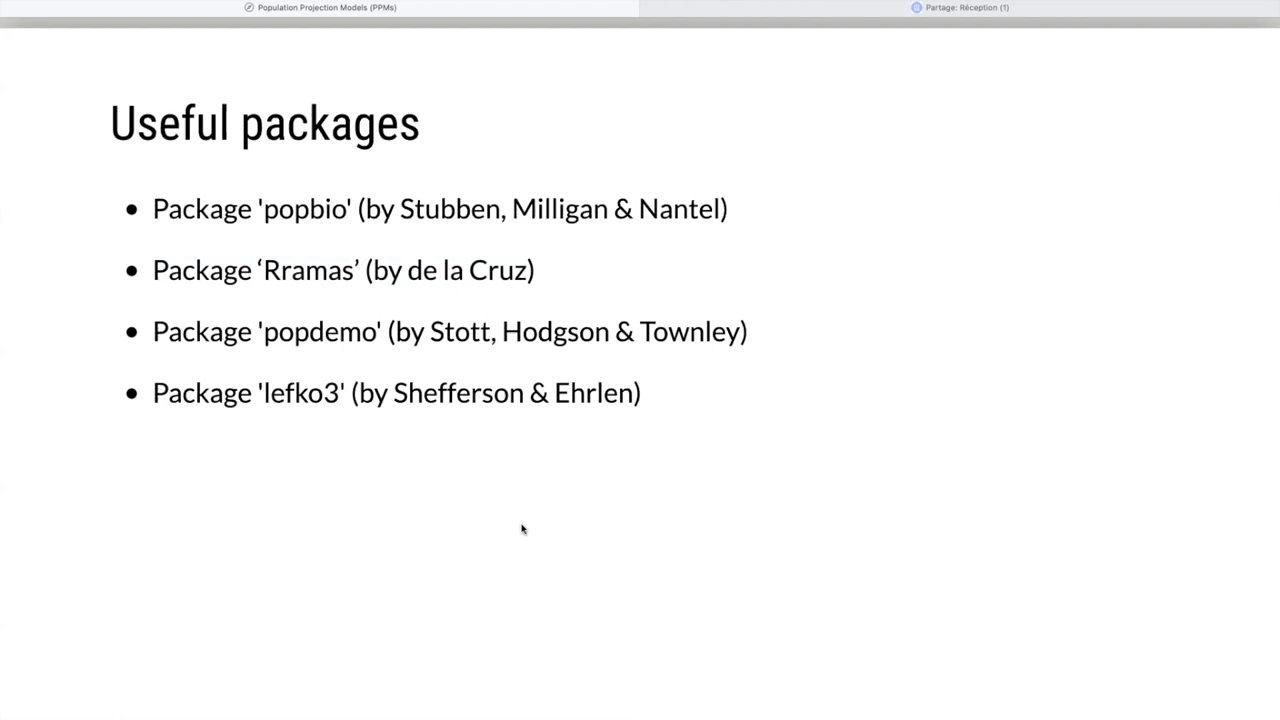 Population Projection Models (PPMs)
Partage: Réception (1)
Useful packages
• Package 'popbio' (by Stubben, Milligan & Nantel)
• Package ‘Rramas’ (by de la Cruz)
• Package 'popdemo' (by Stott, Hodgson & Townley)
• Package 'lefko3' (by Shefferson & Ehrlen)